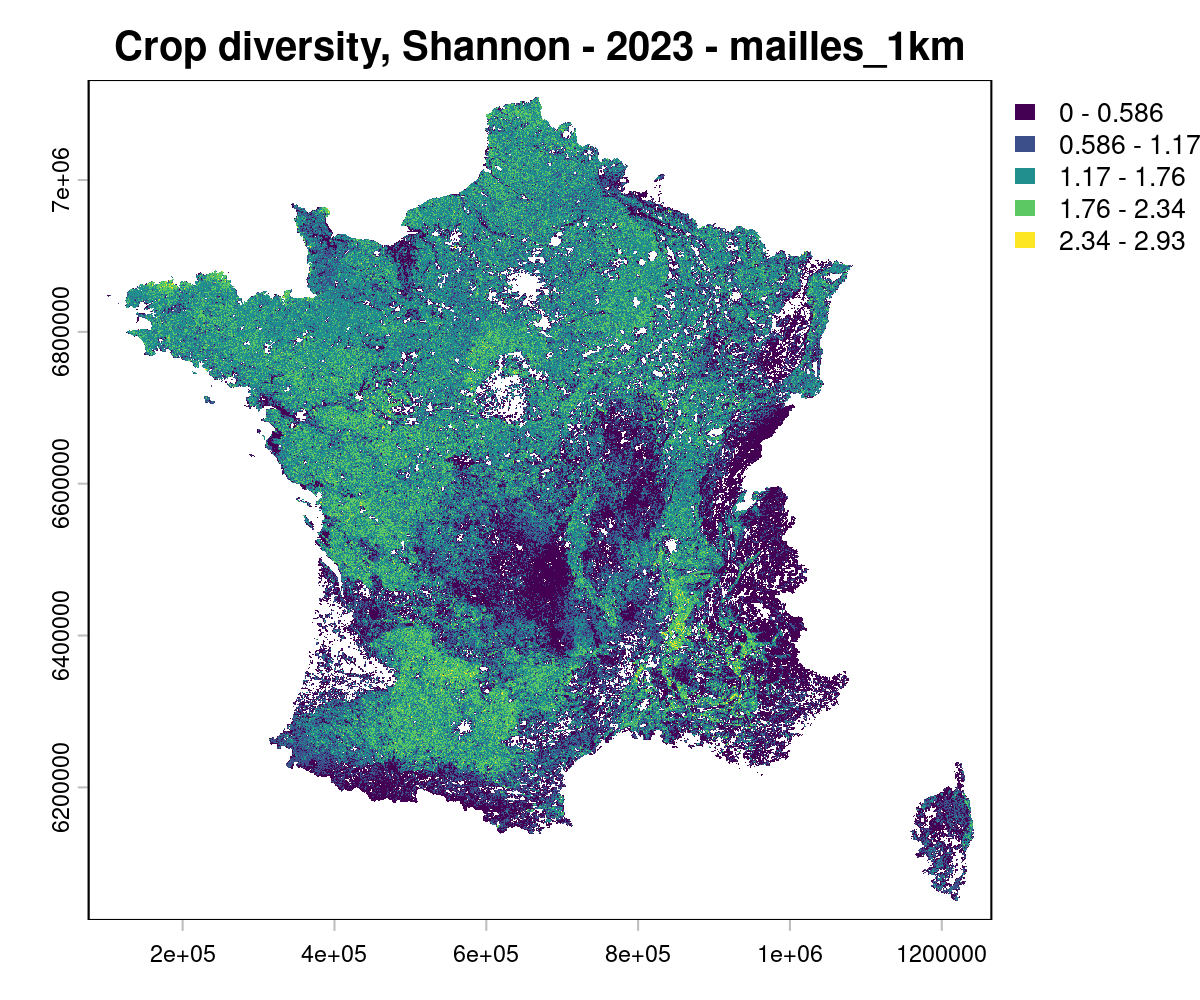 Crop diversity, Shannon - 2023 - mailles_1km
0 - 0.586
0.586 - 1.17
1.17 - 1.76
1.76 - 2.34
2.34 - 2.93
7e+06
6800000
6600000
6400000
6200000
2e+05
4e+05
6e+05
8e+05
1e+06
1200000